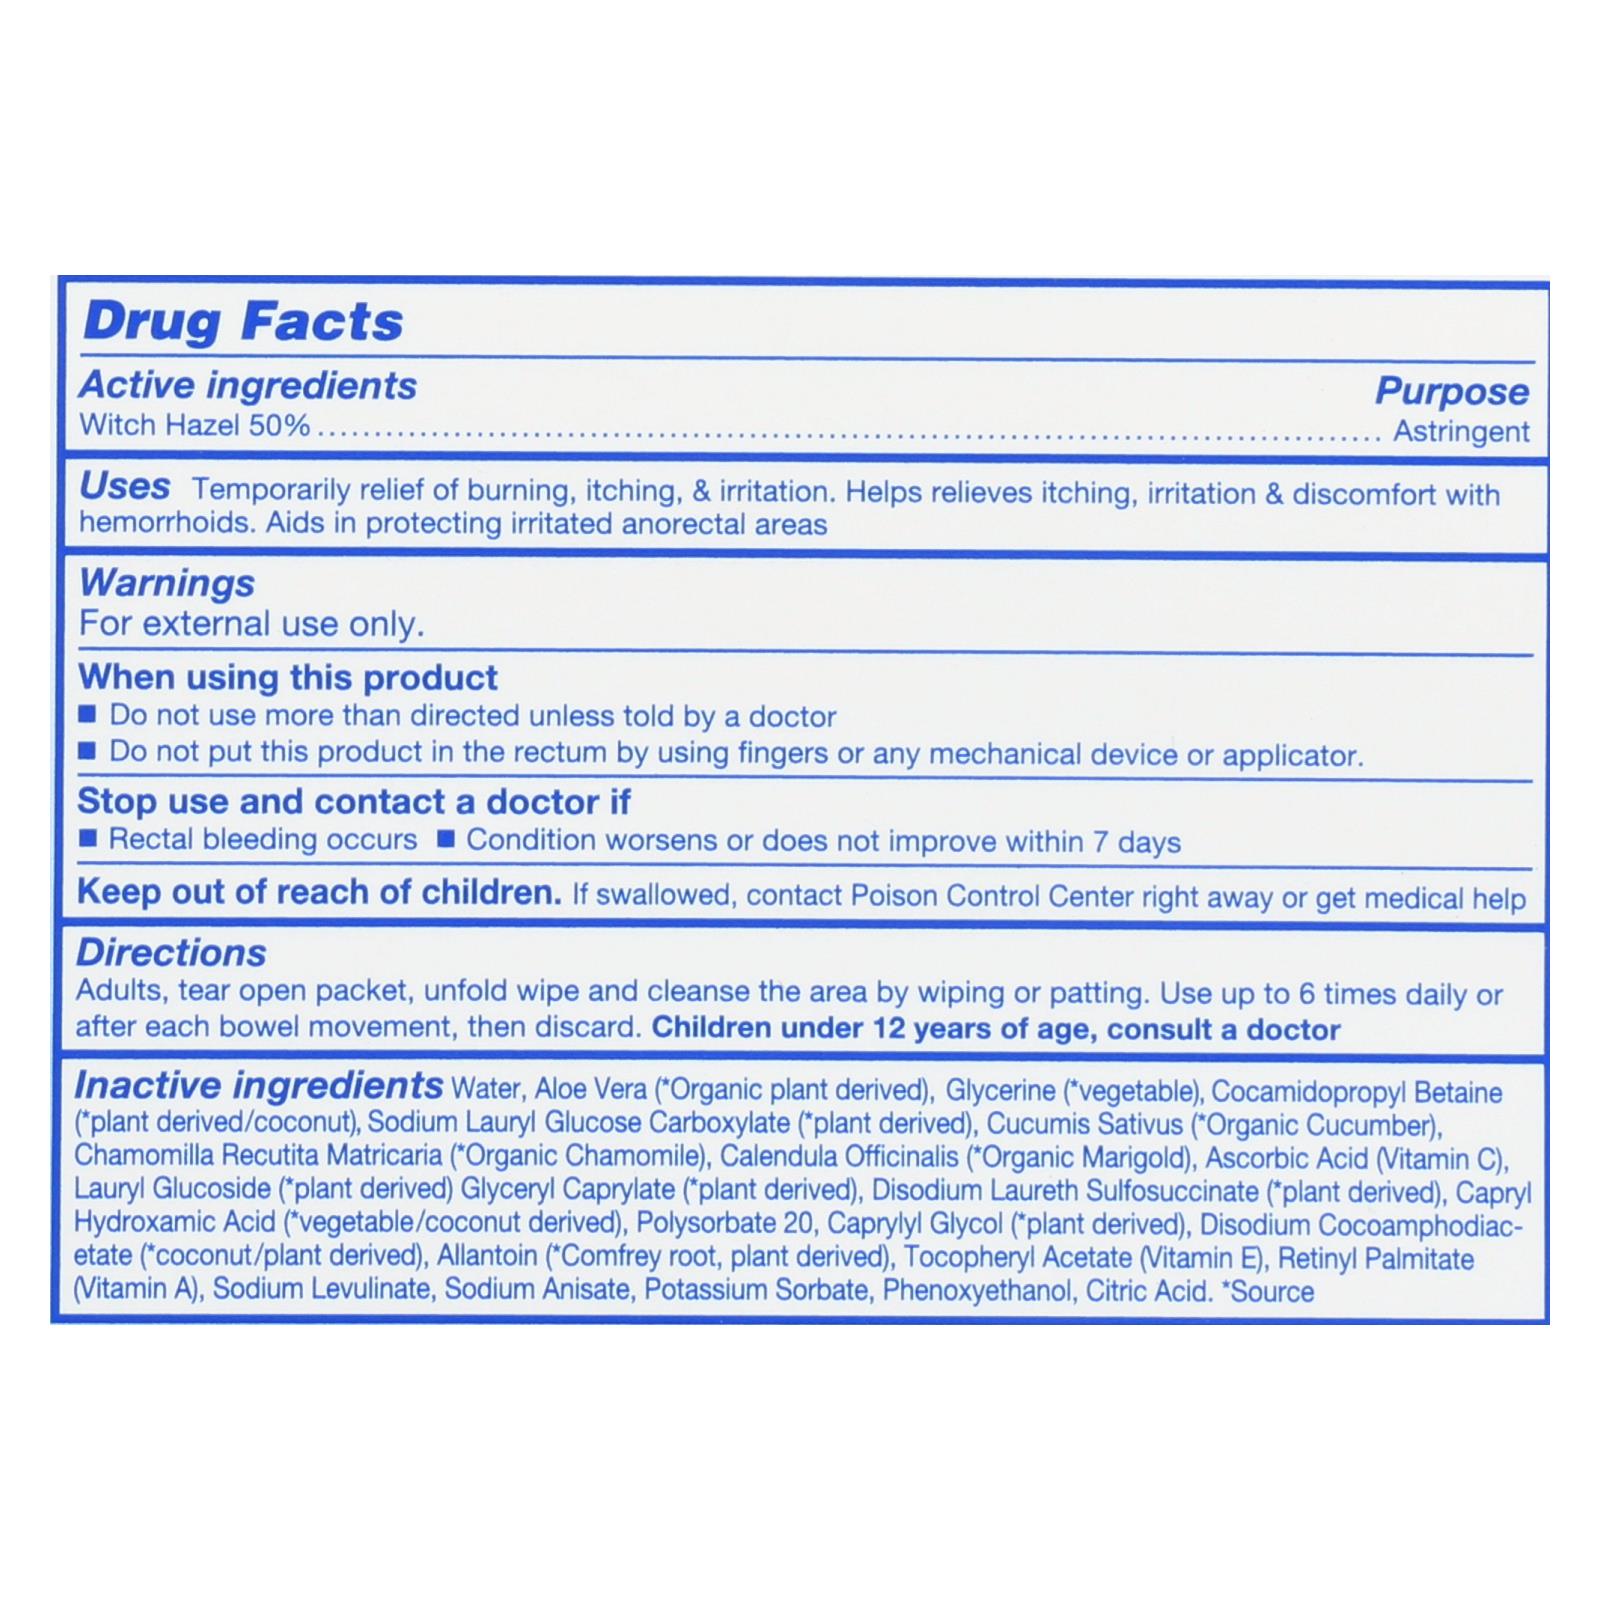 Drug Facts
Active ingredients Purpose
Witch Hazel 50%........................................................................................ Astringent
Uses Temporarily relief of burning, itching, & irritation. Helps relieves itching, irritation & discomfort with
hemorrhoids. Aids in protecting irritated anorectal areas
Warnings
For external use only.
When using this product
■ Do not use more than directed unless told by a doctor
■ Do not put this product in the rectum by using fingers or any mechanical device or applicator.
Stop use and contact a doctor if
■ Rectal bleeding occurs ■ Condition worsens or does not improve within 7 days
Keep out of reach of children. If swallowed, contact Poison Control Center right away or get medical help
Directions
Adults, tear open packet, unfold wipe and cleanse the area by wiping or patting. Use up to 6 times daily or
after each bowel movement, then discard. Children under 12 years of age, consult a doctor
Inactive ingredients Water, Aloe Vera (*Organic plant derived), Glycerine (*vegetable), Cocamidopropyl Betaine
(*plant derived/coconut), Sodium Lauryl Glucose Carboxylate (*plant derived), Cucumis Sativus (*Organic Cucumber),
Chamomilla Recutita Matricaria (*Organic Chamomile), Calendula Officinalis (*Organic Marigold), Ascorbic Acid (Vitamin C),
Lauryl Glucoside (*plant derived) Glyceryl Caprylate (*plant derived), Disodium Laureth Sulfosuccinate (*plant derived), Capryl
Hydroxamic Acid (*vegetable/coconut derived), Polysorbate 20, Caprylyl Glycol (*plant derived), Disodium Cocoamphodiac-
etate (*coconut/plant derived), Allantoin (*Comfrey root, plant derived), Tocopheryl Acetate (Vitamin E), Retinyl Palmitate
(Vitamin A), Sodium Levulinate, Sodium Anisate, Potassium Sorbate, Phenoxyethanol, Citric Acid. *Source